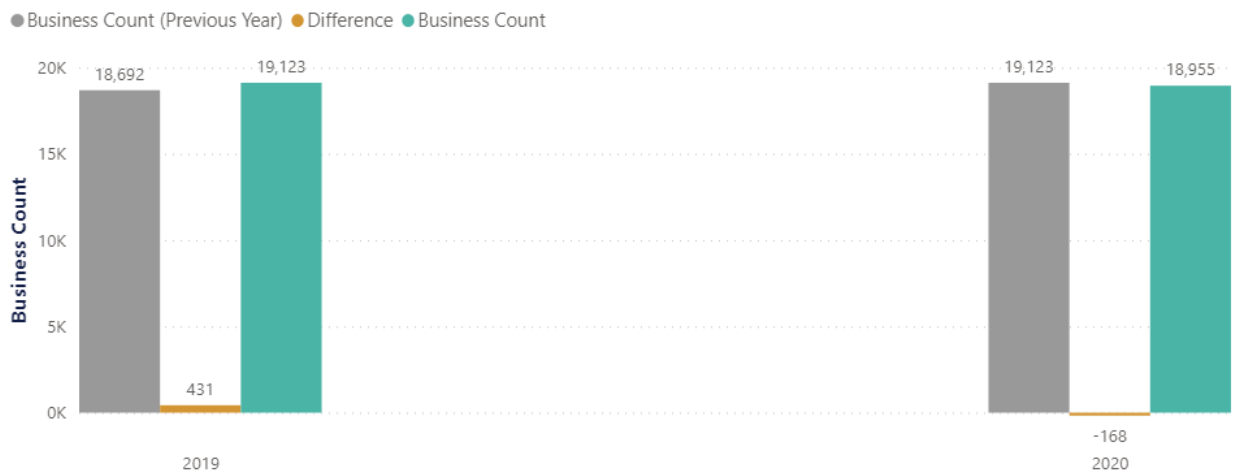 Business Count (Previous Year) Difference Business Count
20K
18,692
19,123
19,123
18,955
15K
Business Count
10K
5K
431
0K
-168
2019
2020